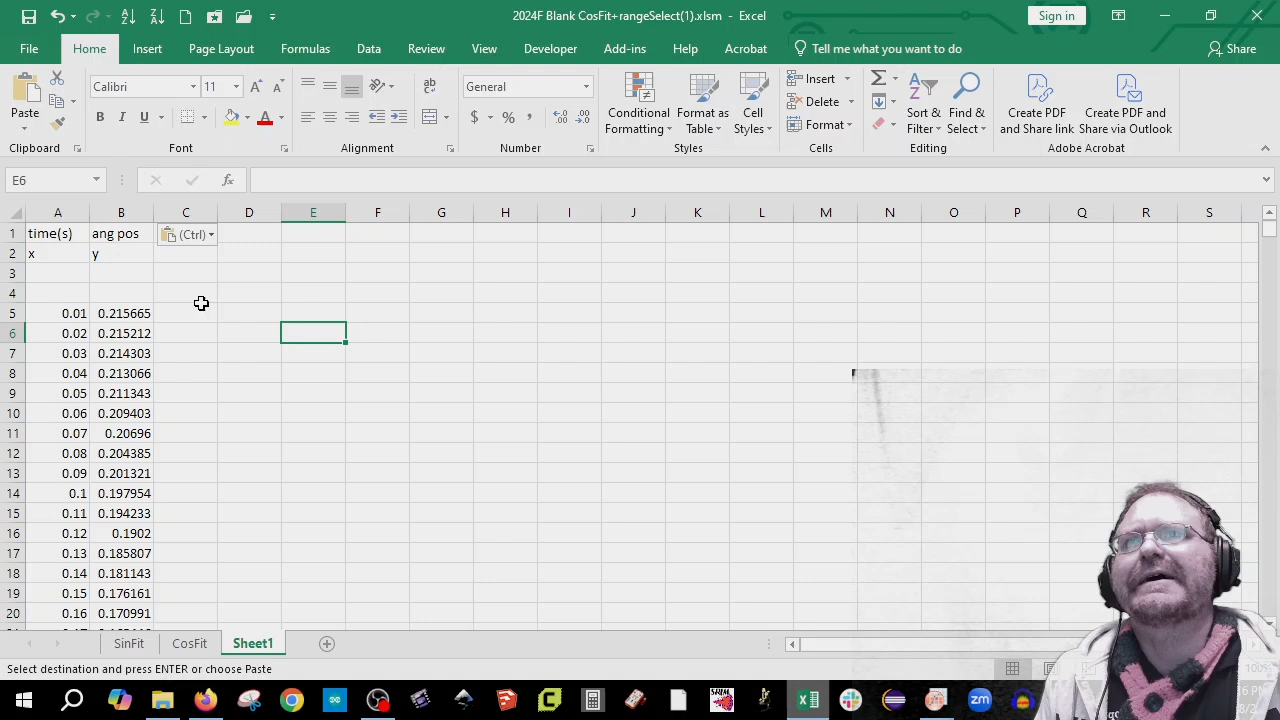 2024F Blank CosFit+rangeSelect(1).xlsm - Excel
Sign in
File Home Insert Page Layout Formulas Data Review View Developer Add-ins Help Acrobat Tell me what you want to do Share
Paste
Calibri 11
B I U A
ab
General
$ % 9
Conditional Formatting
Format as Table
Cell Styles
Insert
Delete
Format
Sort & Filter
Find & Select
Create PDF and Share link
Create PDF and Share via Outlook
Clipboard Font Alignment Number Styles Cells Editing Adobe Acrobat
E6 fx
A B C D E F G H I J K L M N O P Q R S
1 time(s) ang pos (Ctrl)
2 x y
3
4
5 0.01 0.215665
6 0.02 0.215212
7 0.03 0.214303
8 0.04 0.213066
9 0.05 0.211343
10 0.06 0.209403
11 0.07 0.20696
12 0.08 0.204385
13 0.09 0.201321
14 0.1 0.197954
15 0.11 0.194233
16 0.12 0.1902
17 0.13 0.185807
18 0.14 0.181143
19 0.15 0.176161
20 0.16 0.170991
SinFit CosFit Sheet1
Select destination and press ENTER or choose Paste
zm